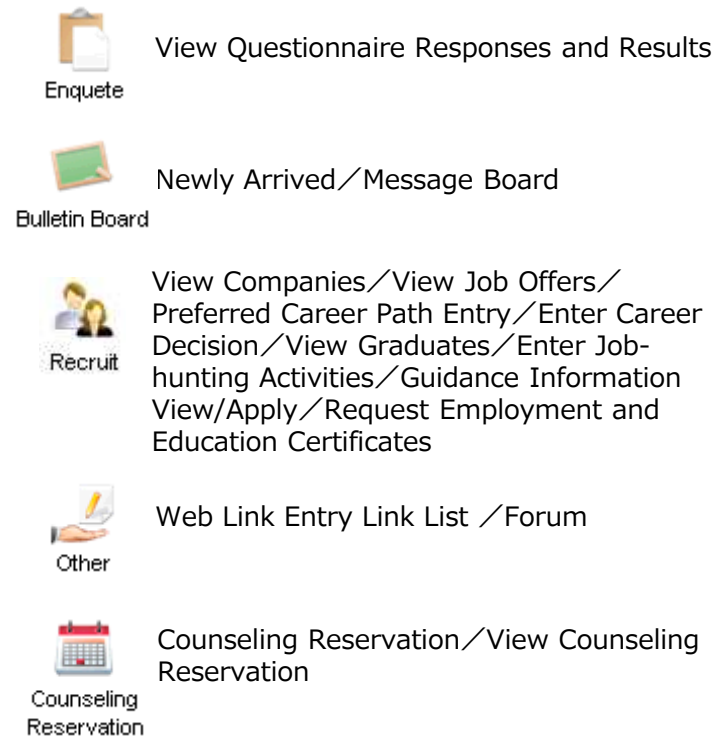 View Questionnaire Responses and Results
Enquete
Newly Arrived／Message Board
Bulletin Board
View Companies／View Job Offers／
Preferred Career Path Entry／Enter Career
Decision／View Graduates／Enter Job-
hunting Activities／Guidance Information
View/Apply／Request Employment and
Education Certificates
Recruit
Web Link Entry Link List ／Forum
Other
Counseling Reservation／View Counseling
Reservation
Counseling
Reservation